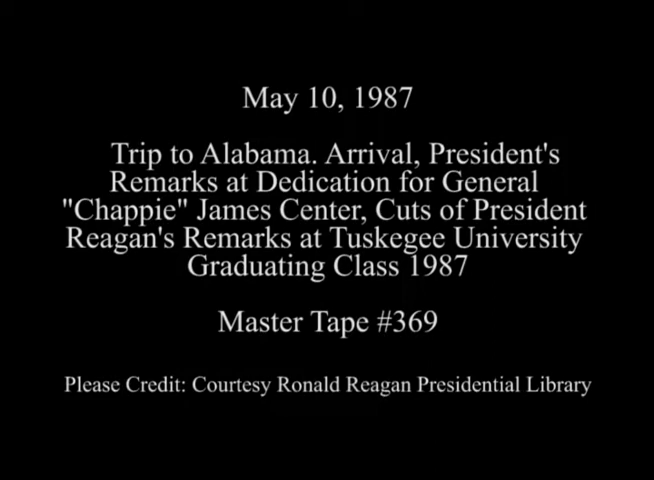 May 10, 1987
Trip to Alabama. Arrival, President's
Remarks at Dedication for General
"Chappie" James Center, Cuts of President
Reagan's Remarks at Tuskegee University
Graduating Class 1987
Master Tape #369
Please Credit: Courtesy Ronald Reagan Presidential Library